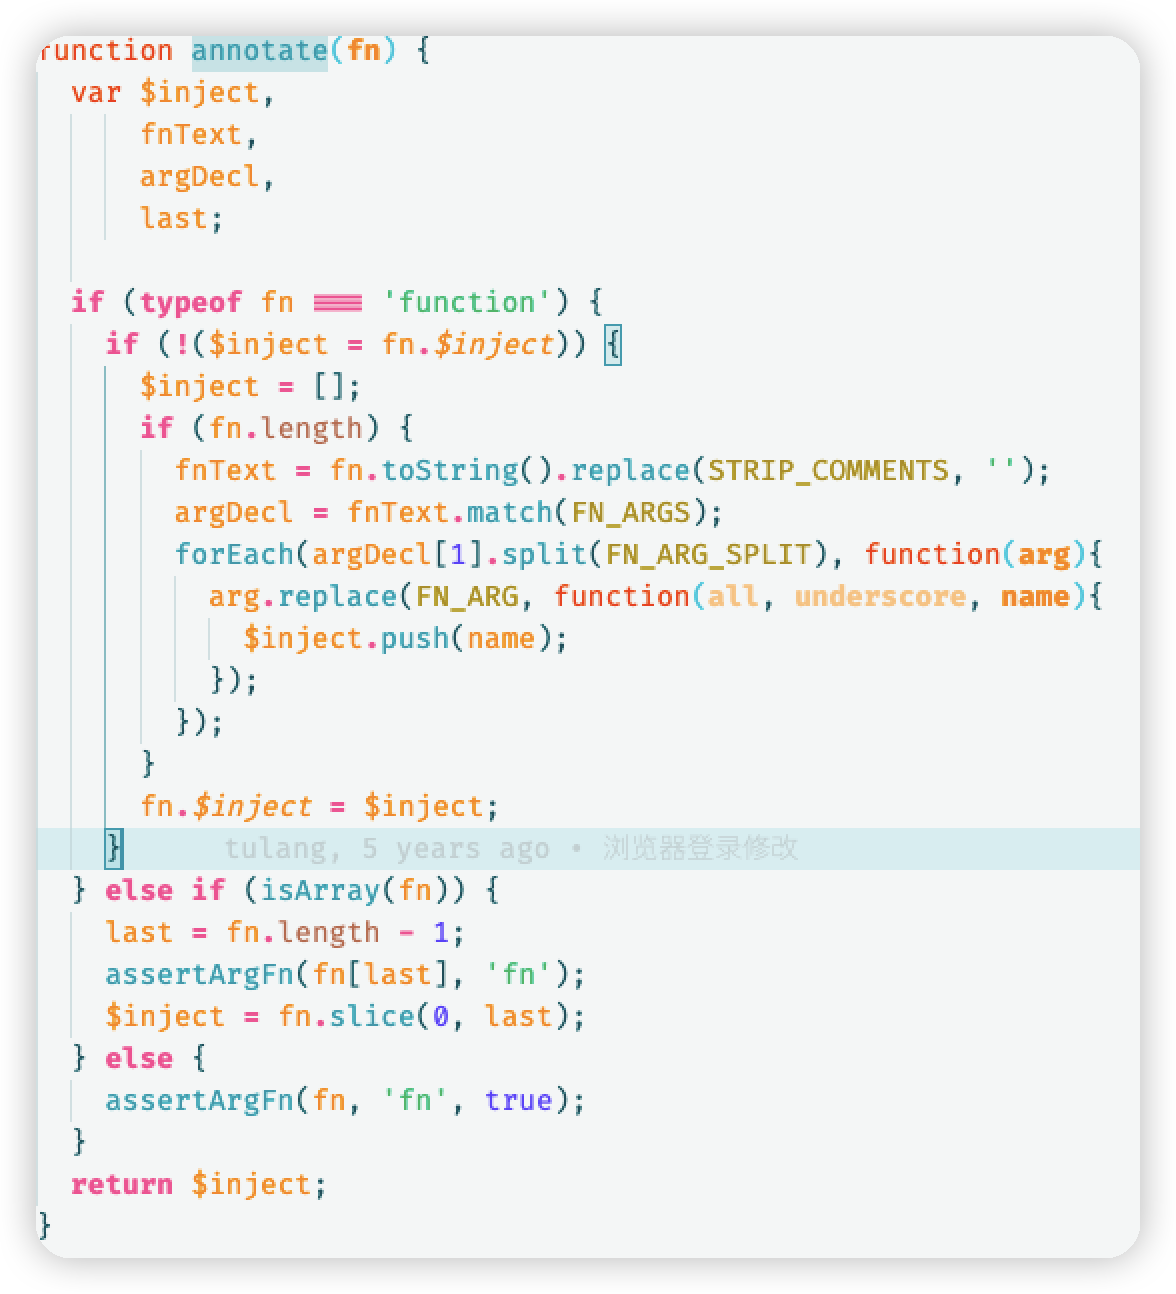 function annotate(fn) {
  var $inject,
      fnText,
      argDecl,
      last;

  if (typeof fn === 'function') {
    if (!($inject = fn.$inject)) {
      $inject = [];
      if (fn.length) {
        fnText = fn.toString().replace(STRIP_COMMENTS, '');
        argDecl = fnText.match(FN_ARGS);
        forEach(argDecl[1].split(FN_ARG_SPLIT), function(arg){
          arg.replace(FN_ARG, function(all, underscore, name){
            $inject.push(name);
          });
        });
      }
      fn.$inject = $inject;
    }      tulang, 5 years ago • 浏览器登录修改
  } else if (isArray(fn)) {
    last = fn.length - 1;
    assertArgFn(fn[last], 'fn');
    $inject = fn.slice(0, last);
  } else {
    assertArgFn(fn, 'fn', true);
  }
  return $inject;
}